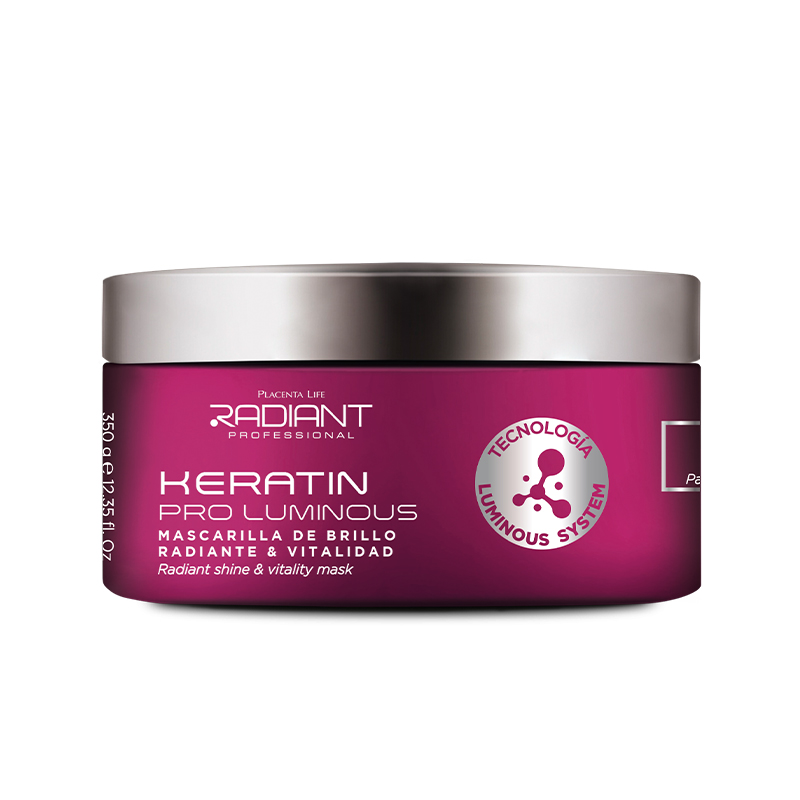 PLACENTA LIFE
RADIANT
PROFESSIONAL
KERATIN
PRO LUMINOUS
MASCARILLA DE BRILLO
RADIANTE & VITALIDAD
Radiant shine & vitality mask
TECNOLOGÍA
LUMINOUS SYSTEM
350 g e 12.35 fl. Oz